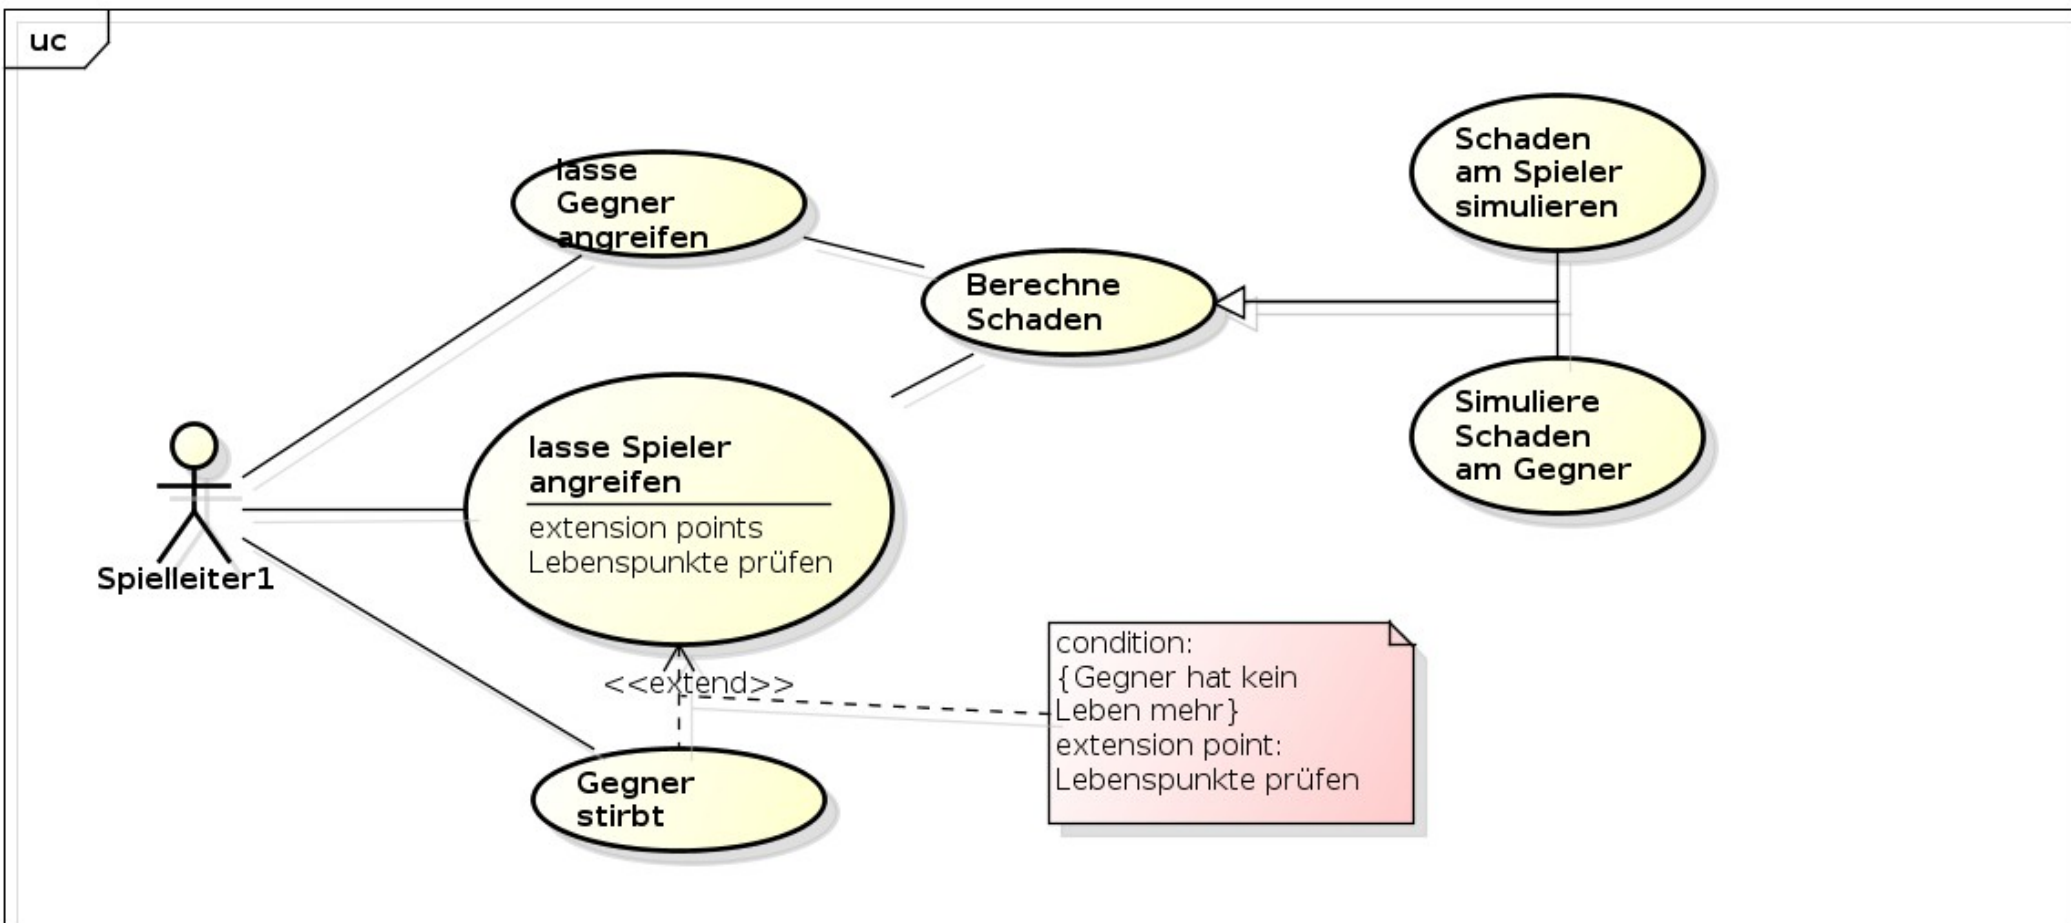 uc
lasse
Gegner
angreifen
Schaden
am Spieler
simulieren
Berechne
Schaden
lasse Spieler
angreifen
extension points
Lebenspunkte prüfen
Simuliere
Schaden
am Gegner
Spielleiter1
<<extend>>
condition:
{Gegner hat kein
Leben mehr}
extension point:
Lebenspunkte prüfen
Gegner
stirbt